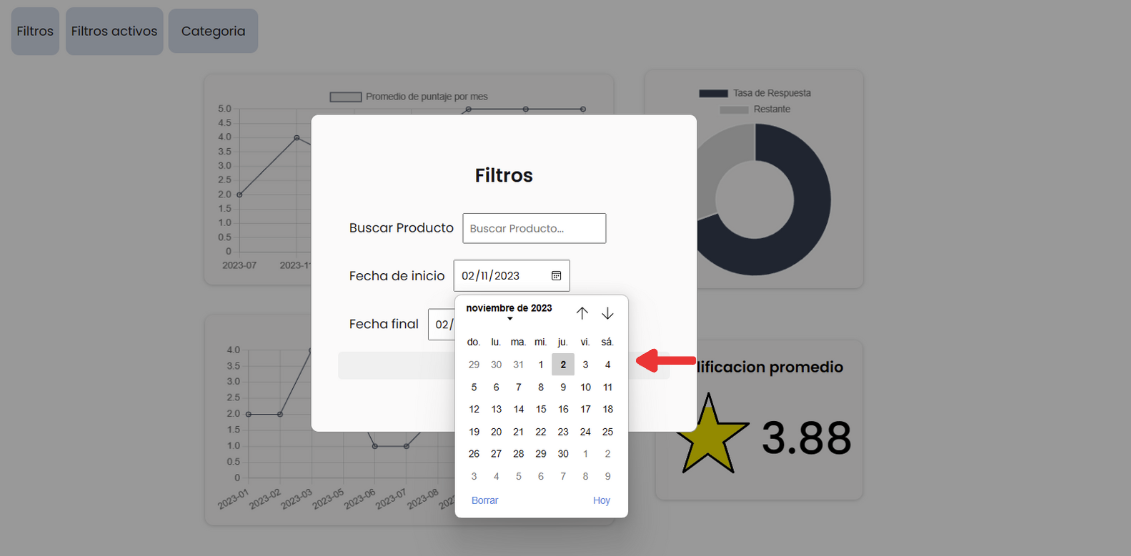 Filtros Filtros activos Categoria
Promedio de puntaje por mes
5.0
4.5
4.0
3.5
3.0
2.5
2.0
1.5
1.0
0.5
0
2023-07 2023-11
Tasa de Respuesta
Restante
Filtros
Buscar Producto Buscar Producto...
Fecha de inicio 02/11/2023
Fecha final 02/
noviembre de 2023
do. lu. ma. mi. ju. vi. sá.
29 30 31 1 2 3 4
5 6 7 8 9 10 11
12 13 14 15 16 17 18
19 20 21 22 23 24 25
26 27 28 29 30 1 2
3 4 5 6 7 8 9
Borrar Hoy
4.0
3.5
3.0
2.5
2.0
1.5
1.0
0.5
0
2023-01 2023-02 2023-03 2023-05 2023-06 2023-07 2023-08
lificacion promedio
3.88